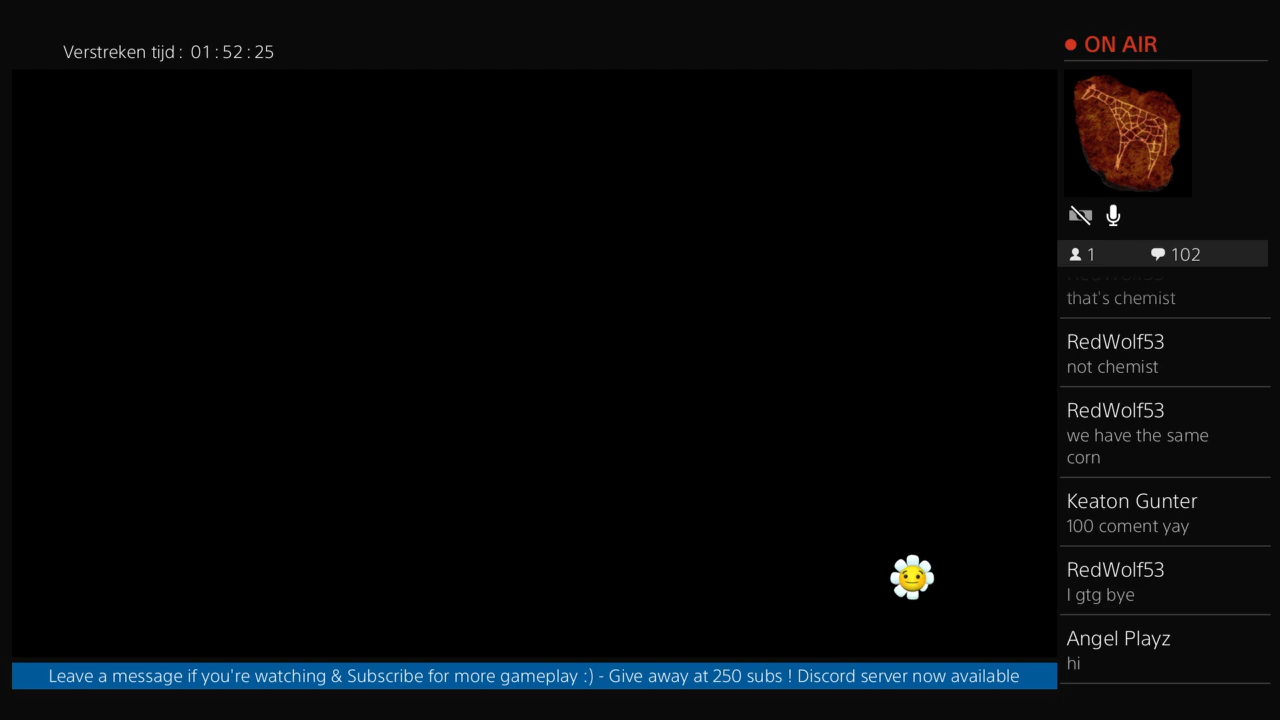 Verstreken tijd : 01 : 52 : 25
ON AIR
1
102
that's chemist
RedWolf53
not chemist
RedWolf53
we have the same
corn
Keaton Gunter
100 coment yay
RedWolf53
I gtg bye
Angel Playz
hi
Leave a message if you're watching & Subscribe for more gameplay :) - Give away at 250 subs ! Discord server now available